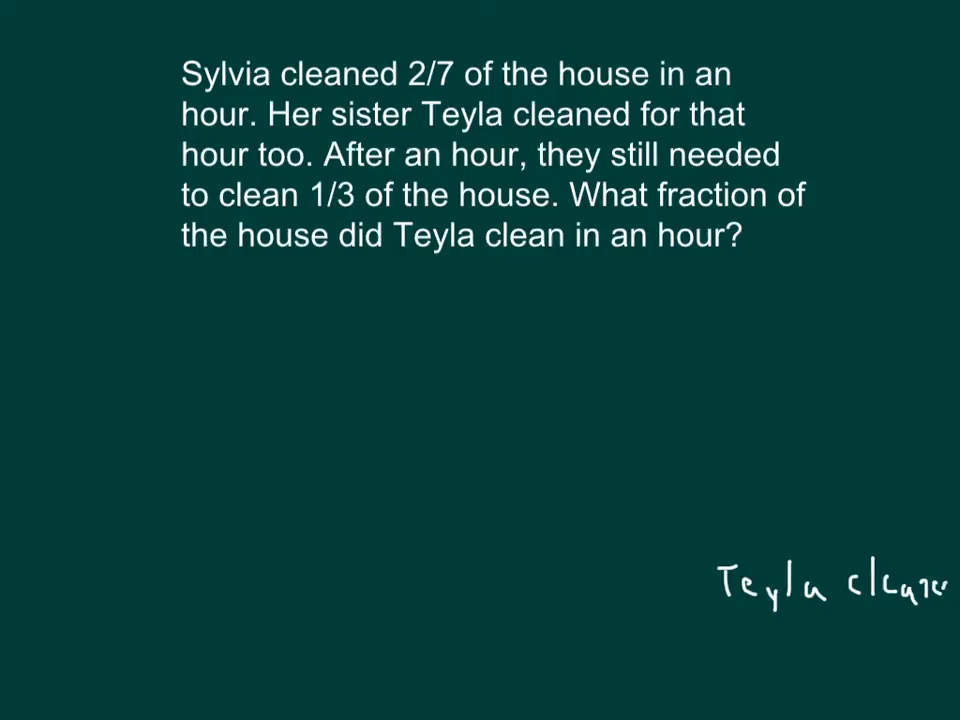 Sylvia cleaned 2/7 of the house in an
hour. Her sister Teyla cleaned for that
hour too. After an hour, they still needed
to clean 1/3 of the house. What fraction of
the house did Teyla clean in an hour?
Teyla